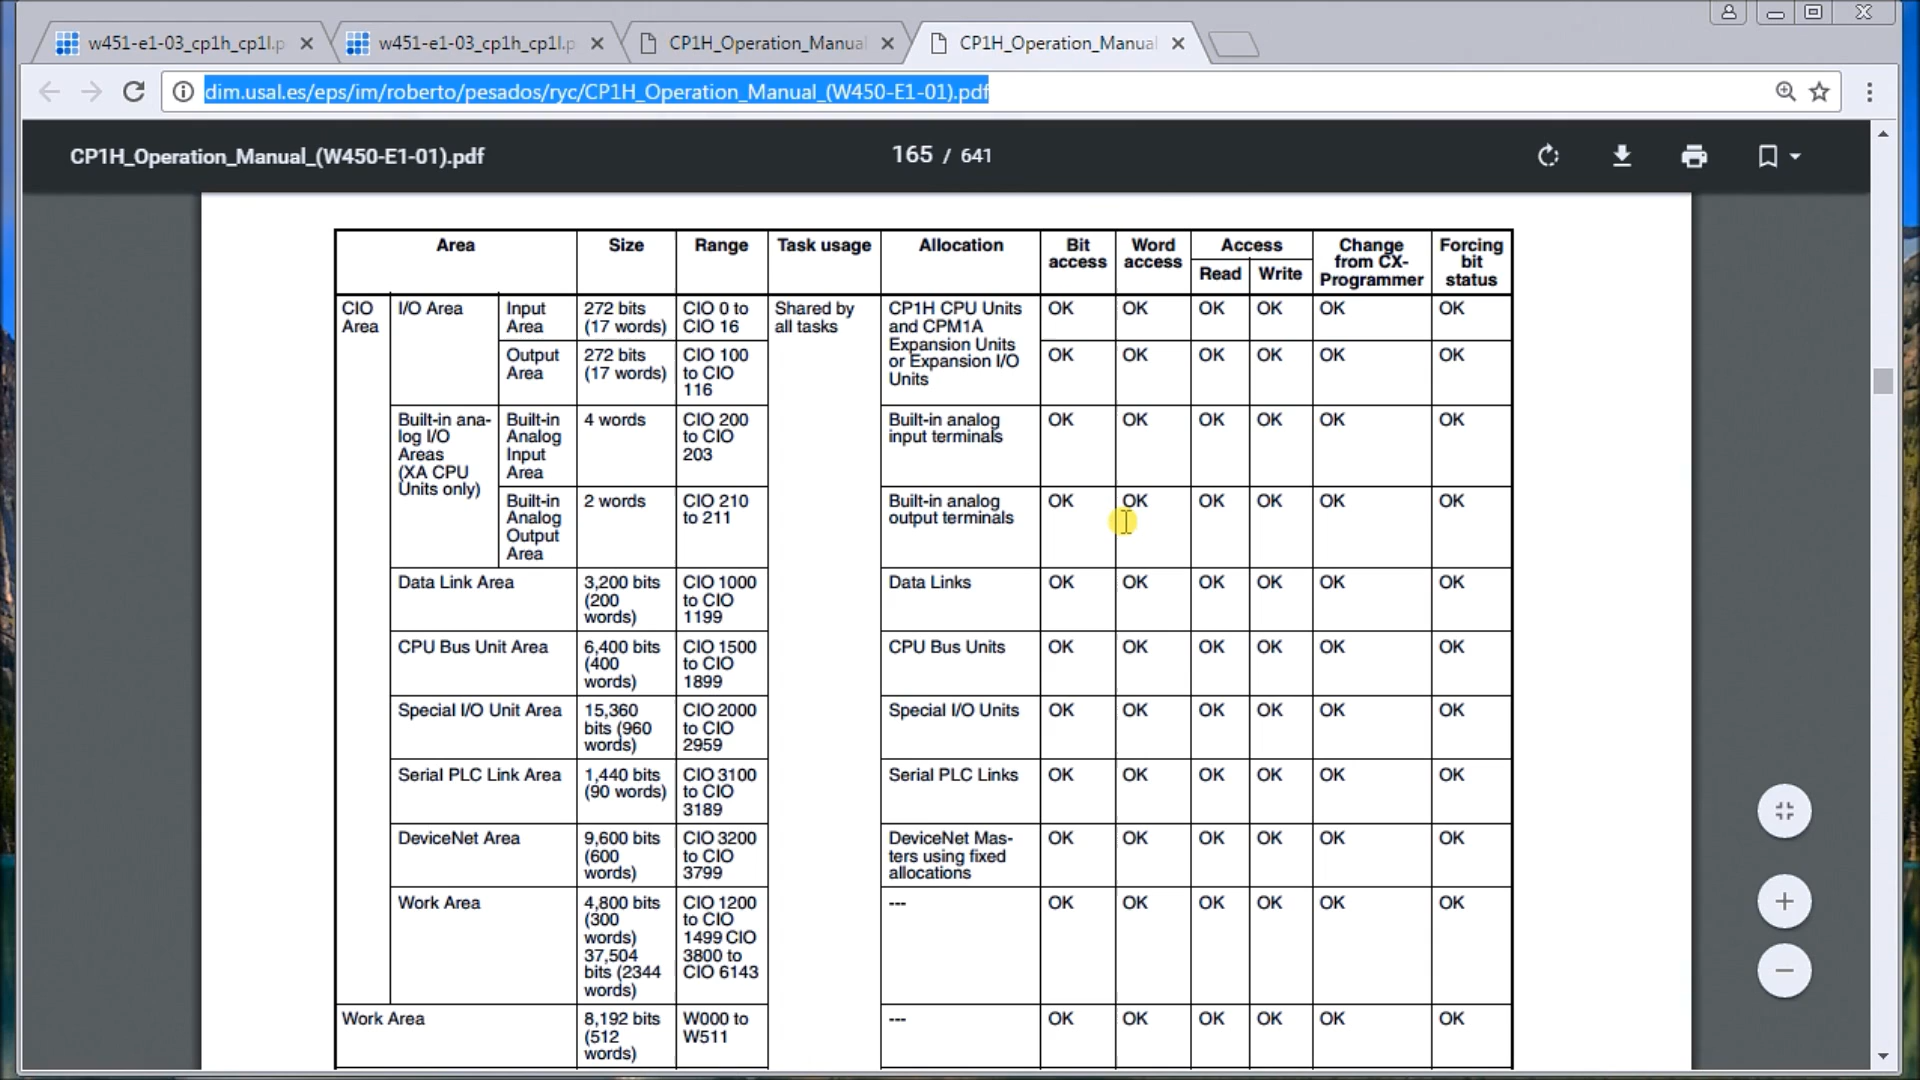 w451-e1-03_cp1h_cp1l.p
w451-e1-03_cp1h_cp1l.p
CP1H_Operation_Manual
CP1H_Operation_Manual
dim.usal.es/eps/im/roberto/pesados/ryc/CP1H_Operation_Manual_(W450-E1-01).pdf
CP1H_Operation_Manual_(W450-E1-01).pdf
165 / 641
Area
Size
Range
Task usage
Allocation
Bit
access
Word
access
Access
Read
Write
Change
from CX-
Programmer
Forcing
bit
status
CIO
Area
I/O Area
Input
Area
272 bits
(17 words)
CIO 0 to
CIO 16
Shared by
all tasks
CP1H CPU Units
and CPM1A
Expansion Units
or Expansion I/O
Units
OK
OK
OK
OK
OK
OK
Output
Area
272 bits
(17 words)
CIO 100
to CIO
116
OK
OK
OK
OK
OK
OK
Built-in ana-
log I/O
Areas
(XA CPU
Units only)
Built-in
Analog
Input
Area
4 words
CIO 200
to CIO
203
Built-in analog
input terminals
OK
OK
OK
OK
OK
OK
Built-in
Analog
Output
Area
2 words
CIO 210
to 211
Built-in analog
output terminals
OK
OK
OK
OK
OK
OK
Data Link Area
3,200 bits
(200
words)
CIO 1000
to CIO
1199
Data Links
OK
OK
OK
OK
OK
OK
CPU Bus Unit Area
6,400 bits
(400
words)
CIO 1500
to CIO
1899
CPU Bus Units
OK
OK
OK
OK
OK
OK
Special I/O Unit Area
15,360
bits (960
words)
CIO 2000
to CIO
2959
Special I/O Units
OK
OK
OK
OK
OK
OK
Serial PLC Link Area
1,440 bits
(90 words)
CIO 3100
to CIO
3189
Serial PLC Links
OK
OK
OK
OK
OK
OK
DeviceNet Area
9,600 bits
(600
words)
CIO 3200
to CIO
3799
DeviceNet Mas-
ters using fixed
allocations
OK
OK
OK
OK
OK
OK
Work Area
4,800 bits
(300
words)
37,504
bits (2344
words)
CIO 1200
to CIO
1499 CIO
3800 to
CIO 6143
---
OK
OK
OK
OK
OK
OK
Work Area
8,192 bits
(512
words)
W000 to
W511
---
OK
OK
OK
OK
OK
OK